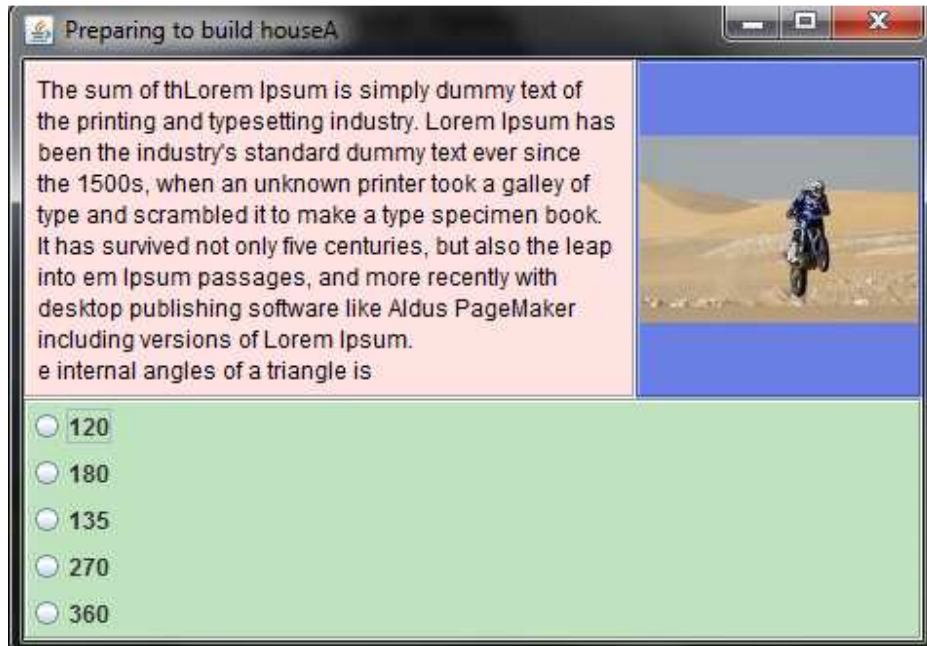 Preparing to build houseA
The sum of thLorem Ipsum is simply dummy text of
the printing and typesetting industry. Lorem Ipsum has
been the industry's standard dummy text ever since
the 1500s, when an unknown printer took a galley of
type and scrambled it to make a type specimen book.
It has survived not only five centuries, but also the leap
into em Ipsum passages, and more recently with
desktop publishing software like Aldus PageMaker
including versions of Lorem Ipsum.
e internal angles of a triangle is
120
180
135
270
360